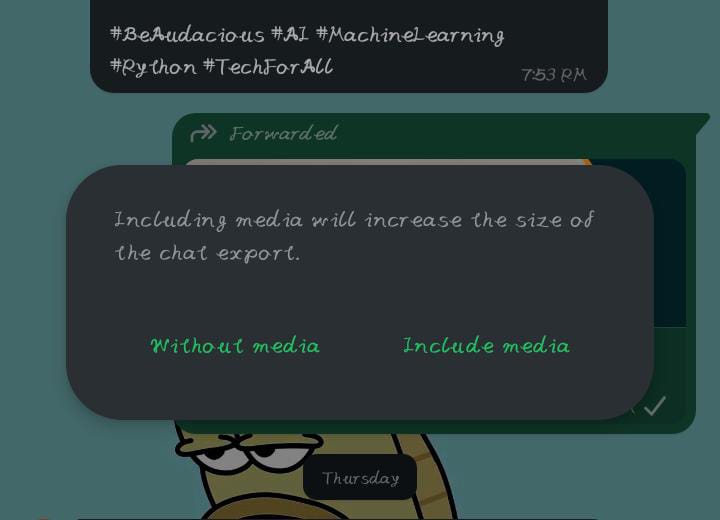 #BeAudacious #AI #MachineLearning
#Python #TechForAll
7:53 PM
Forwarded
Including media will increase the size of
the chat export.
Without media
Include media
Thursday